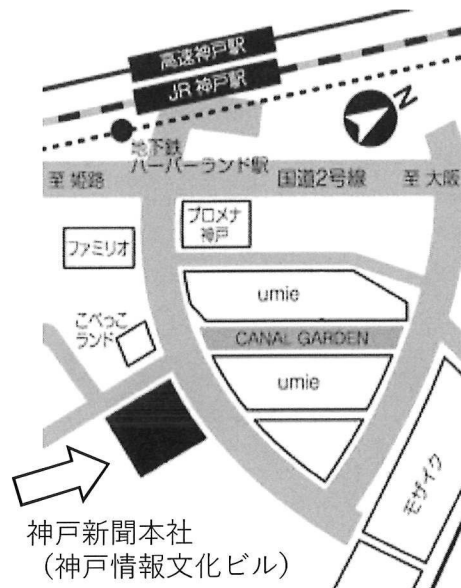 高速神戸駅
JR 神戸駅
N
地下鉄
ハーバーランド駅
至 姫路
国道2号線
至 大阪
プロメナ
神戸
ファミリオ
umie
こべっこ
ランド
CANAL GARDEN
umie
モザイク
神戸新聞本社
(神戸情報文化ビル)